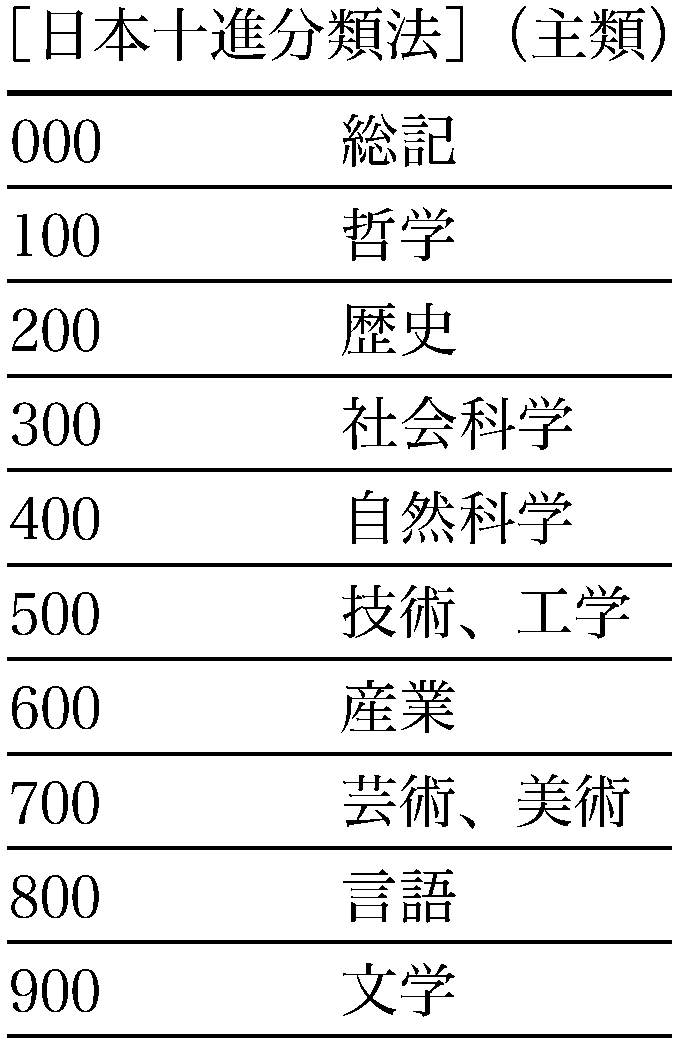 ［日本十進分類法］（主類）
000 総記
100 哲学
200 歴史
300 社会科学
400 自然科学
500 技術、工学
600 産業
700 芸術、美術
800 言語
900 文学